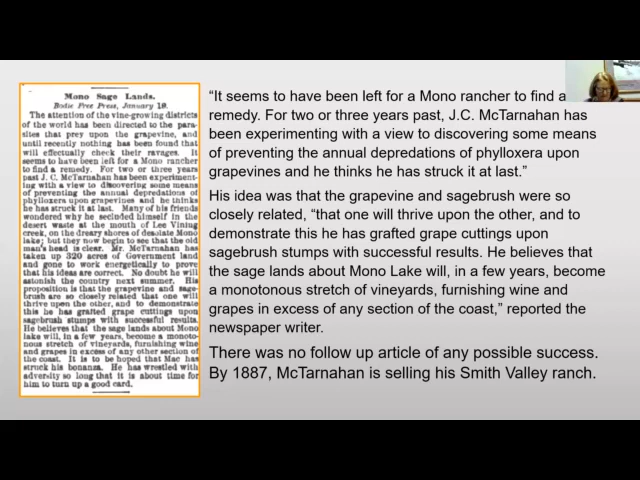 Mono Sage Lands.
Bodie Free Press, January 19.
The attention of the vine-growing districts
of the world has been directed to the para-
sites that prey upon the grapevine, and
until recently nothing has been found that
will effectually check their ravages. It
seems to have been left for a Mono rancher
to find a remedy. For two or three years
past J. C. McTarnahan has been experiment-
ing with a view to discovering some means
of preventing the annual depredations of
phylloxera upon grapevines and he thinks
he has struck it at last. Many of his friends
wondered why he secluded himself in the
desert waste at the mouth of Lee Vining
creek, on the dreary shores of desolate Mono
lake; but they now begin to see that the old
man's head is clear. Mr. McTarnahan has
taken up 320 acres of Government land
and gone to work energetically to prove
that his ideas are correct. No doubt he will
astonish the country next summer. His
proposition is that the grapevine and sage-
brush are so closely related that one will
thrive upon the other, and to demonstrate
this he has grafted grape cuttings upon
sagebrush stumps with successful results.
He believes that the sage lands about Mono
lake will, in a few years, become a monoto-
nous stretch of vineyards, furnishing wine
and grapes in excess of any other section of
the coast. It is to be hoped that Mac has
struck his bonanza. He has wrestled with
adversity so long that it is about time for
him to turn up a good card.
“It seems to have been left for a Mono rancher to find a
remedy. For two or three years past, J.C. McTarnahan has
been experimenting with a view to discovering some means
of preventing the annual depredations of phylloxera upon
grapevines and he thinks he has struck it at last.”
His idea was that the grapevine and sagebrush were so
closely related, “that one will thrive upon the other, and to
demonstrate this he has grafted grape cuttings upon
sagebrush stumps with successful results. He believes that
the sage lands about Mono Lake will, in a few years, become
a monotonous stretch of vineyards, furnishing wine and
grapes in excess of any section of the coast,” reported the
newspaper writer.
There was no follow up article of any possible success.
By 1887, McTarnahan is selling his Smith Valley ranch.